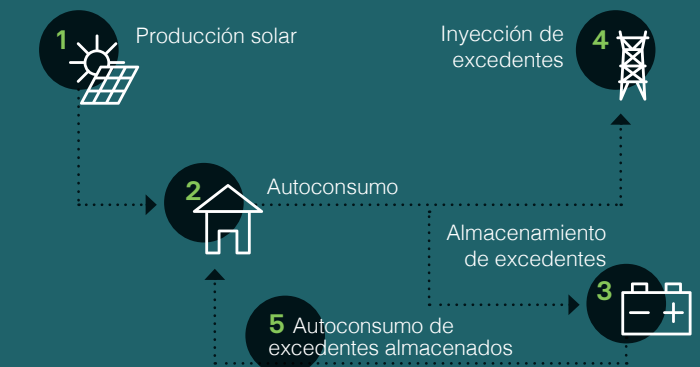 1 Producción solar
Inyección de
excedentes
4
2 Autoconsumo
Almacenamiento
de excedentes
3
5 Autoconsumo de
excedentes almacenados